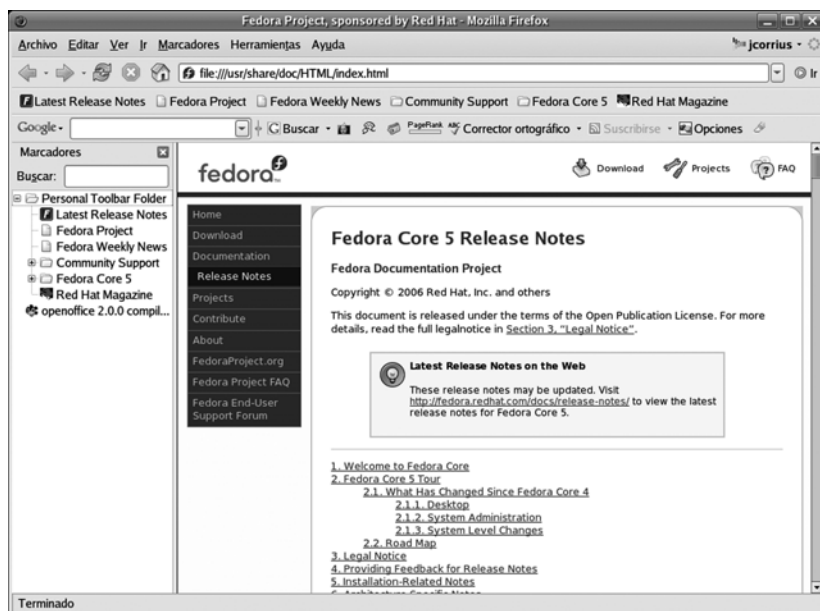 Fedora Project, sponsored by Red Hat - Mozilla Firefox
Archivo Editar Ver Ir Marcadores Herramientas Ayuda
jcorrius
file:///usr/share/doc/HTML/index.html
Ir
Latest Release Notes Fedora Project Fedora Weekly News Community Support Fedora Core 5 Red Hat Magazine
Google Buscar PageRank ABC Corrector ortográfico Suscribirse Opciones
Marcadores
Buscar:
Personal Toolbar Folder
Latest Release Notes
Fedora Project
Fedora Weekly News
Community Support
Fedora Core 5
Red Hat Magazine
openoffice 2.0.0 compil...
fedora™
Download Projects FAQ
Home
Download
Documentation
Release Notes
Projects
Contribute
About
FedoraProject.org
Fedora Project FAQ
Fedora End-User
Support Forum
Fedora Core 5 Release Notes
Fedora Documentation Project
Copyright © 2006 Red Hat, Inc. and others
This document is released under the terms of the Open Publication License. For more
details, read the full legalnotice in Section 3, "Legal Notice".
Latest Release Notes on the Web
These release notes may be updated. Visit
http://fedora.redhat.com/docs/release-notes/ to view the latest
release notes for Fedora Core 5.
1. Welcome to Fedora Core
2. Fedora Core 5 Tour
2.1. What Has Changed Since Fedora Core 4
2.1.1. Desktop
2.1.2. System Administration
2.1.3. System Level Changes
2.2. Road Map
3. Legal Notice
4. Providing Feedback for Release Notes
5. Installation-Related Notes
6. Architecture Specific Notes
Terminado